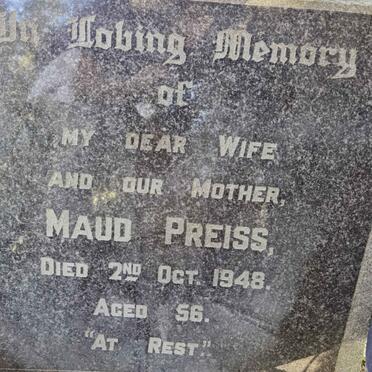 In Loving Memory
of
MY DEAR WIFE
AND OUR MOTHER,
MAUD PREISS,
DIED 2ND OCT. 1948.
AGED 56.
"AT REST."